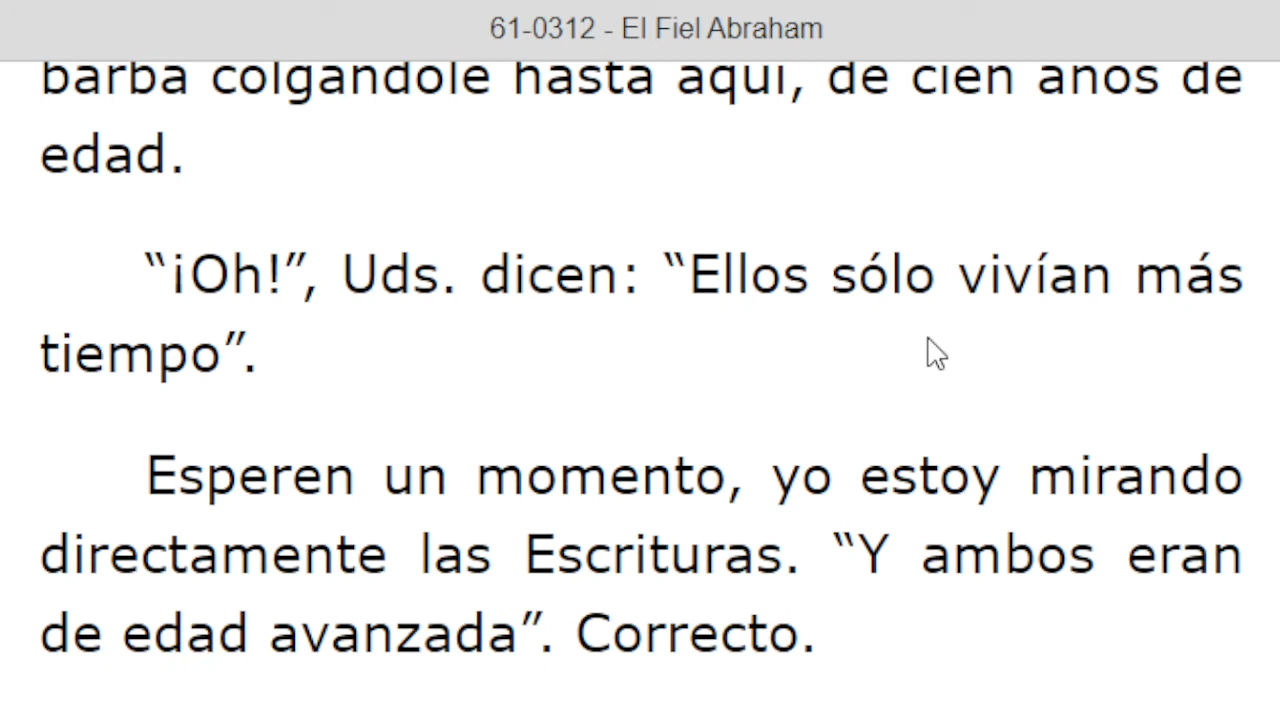 61-0312 - El Fiel Abraham
barba colgándole hasta aquí, de cien años de
edad.
“¡Oh!”, Uds. dicen: “Ellos sólo vivían más
tiempo”.
Esperen un momento, yo estoy mirando
directamente las Escrituras. “Y ambos eran
de edad avanzada”. Correcto.